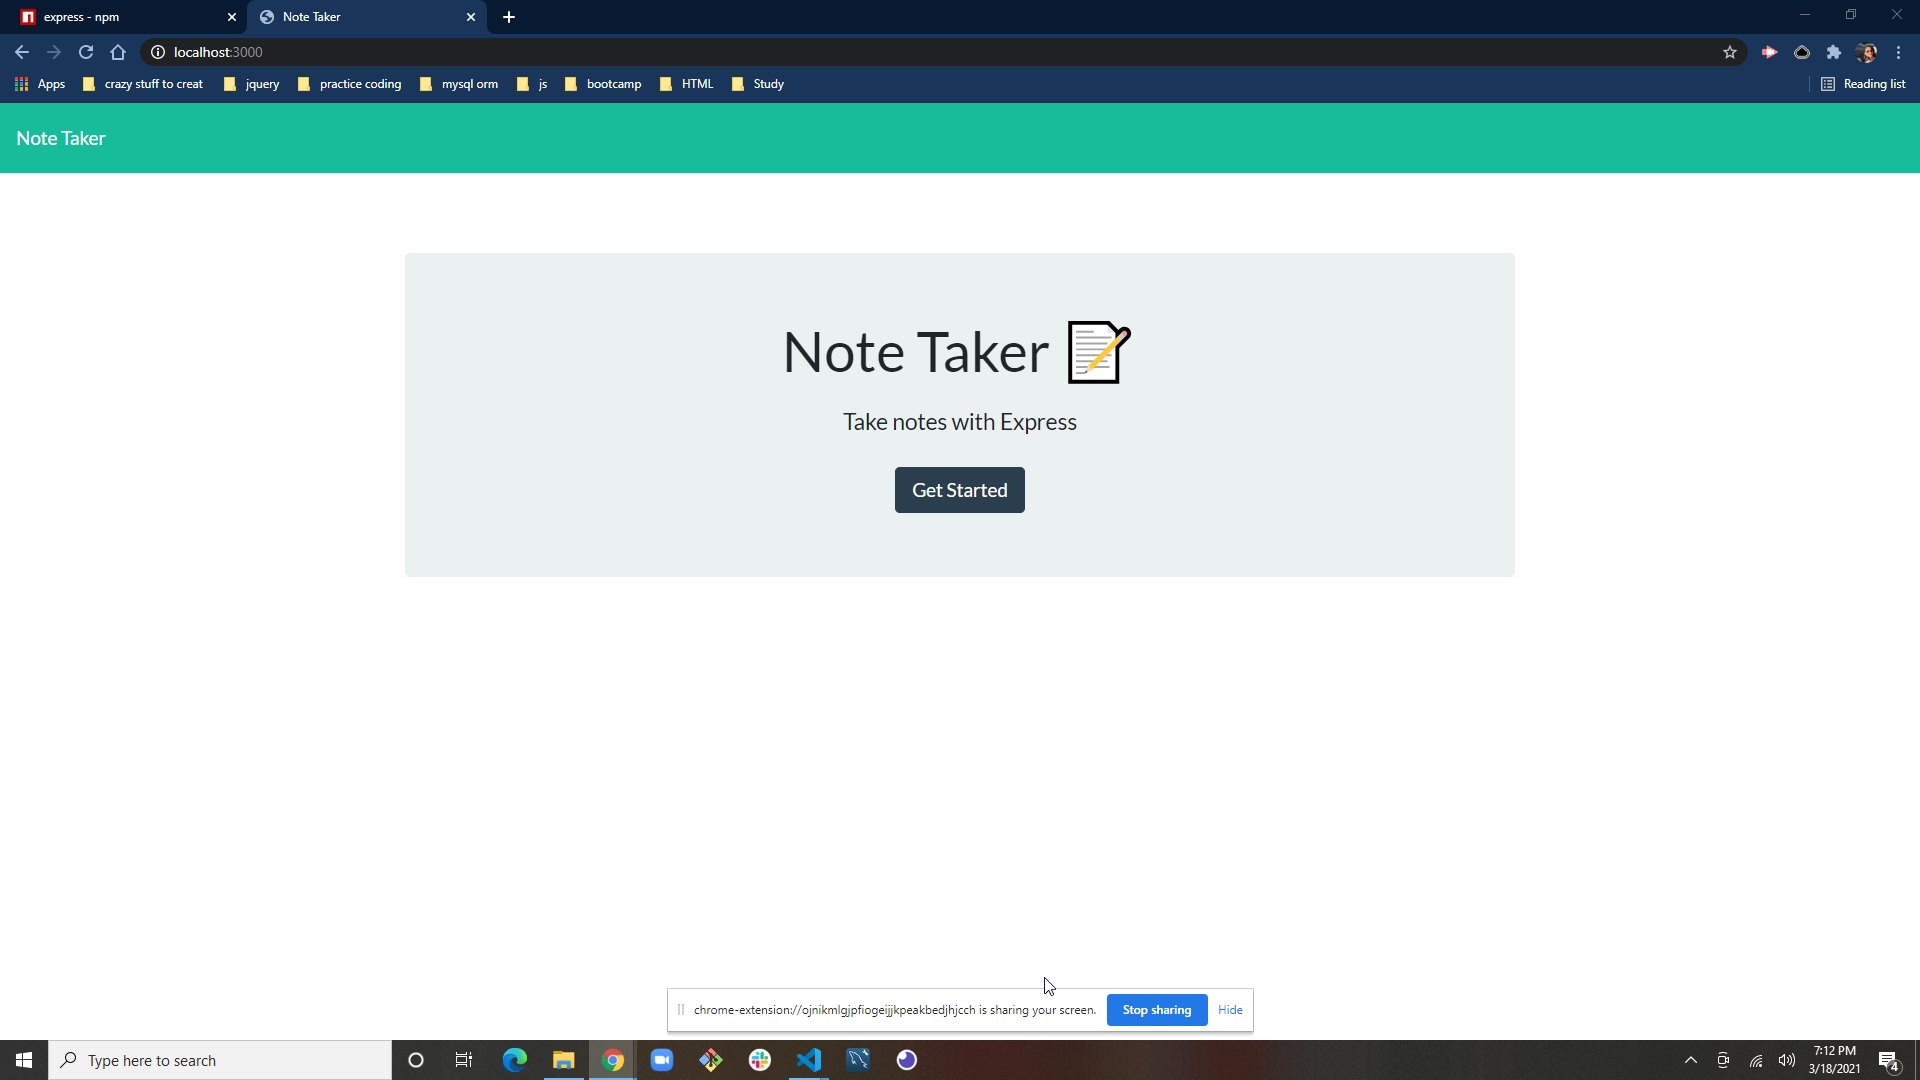 express - npm
Note Taker
localhost:3000
Apps
crazy stuff to creat
jquery
practice coding
mysql orm
js
bootcamp
HTML
Study
Reading list
Note Taker
Note Taker
Take notes with Express
Get Started
chrome-extension://ojnikmlgjpfiogeijjkpeakbedjhjcch is sharing your screen.
Stop sharing
Hide
Type here to search
7:12 PM
3/18/2021
4